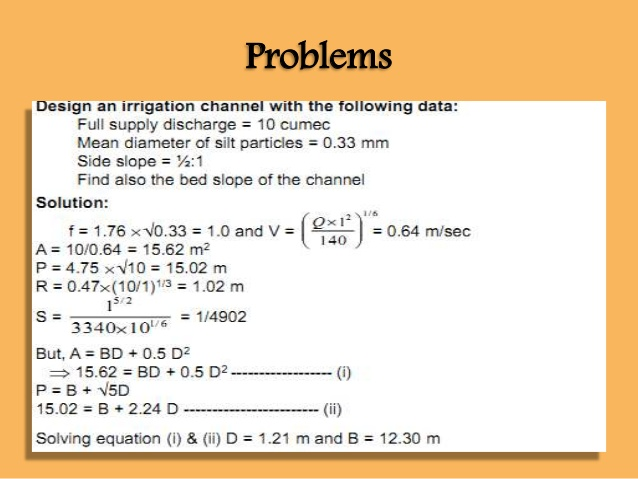 Problems
Design an irrigation channel with the following data:
Full supply discharge = 10 cumec
Mean diameter of silt particles = 0.33 mm
Side slope = ½:1
Find also the bed slope of the channel
Solution:
f = 1.76 ×√0.33 = 1.0 and V = (Q×1²/140)^1/6 = 0.64 m/sec
A = 10/0.64 = 15.62 m²
P = 4.75 ×√10 = 15.02 m
R = 0.47×(10/1)^1/3 = 1.02 m
S = 1^5/2 / 3340×10^1/6 = 1/4902
But, A = BD + 0.5 D²
⇒ 15.62 = BD + 0.5 D² ------------------ (i)
P = B + √5D
15.02 = B + 2.24 D ------------------------ (ii)
Solving equation (i) & (ii) D = 1.21 m and B = 12.30 m